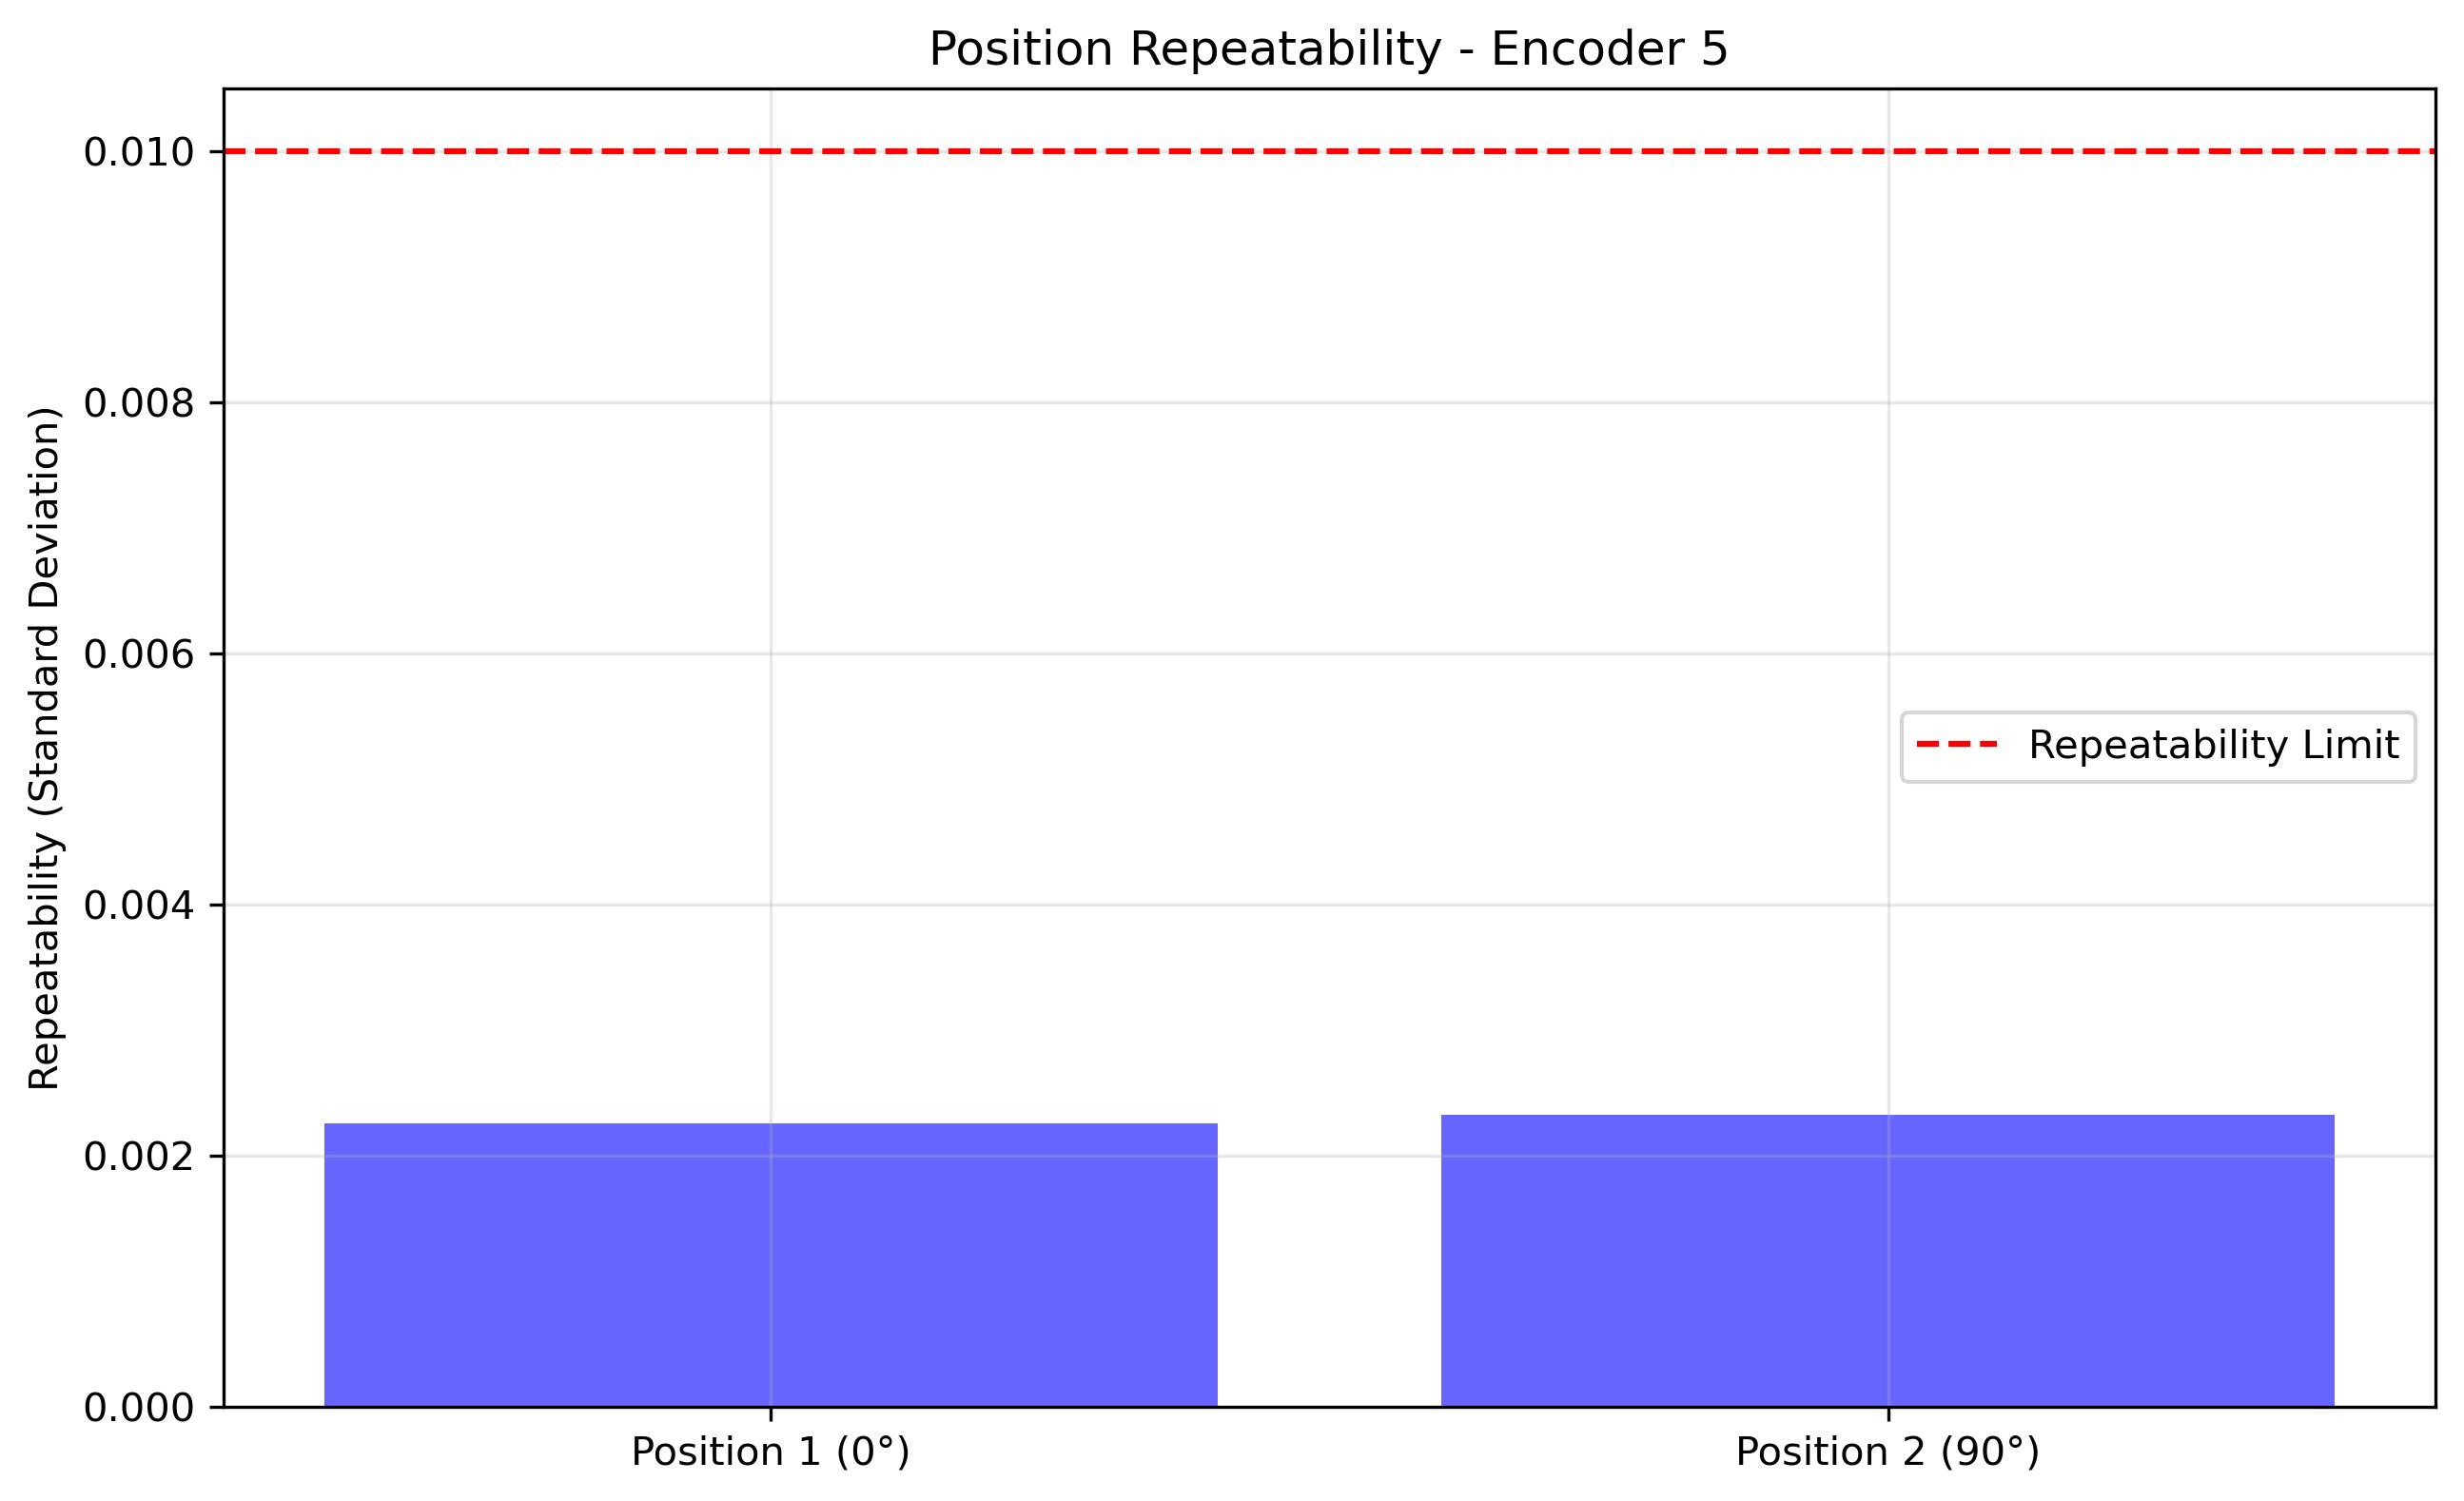 Position Repeatability - Encoder 5
Repeatability (Standard Deviation)
0.010
0.008
0.006
0.004
0.002
0.000
Repeatability Limit
Position 1 (0°)
Position 2 (90°)